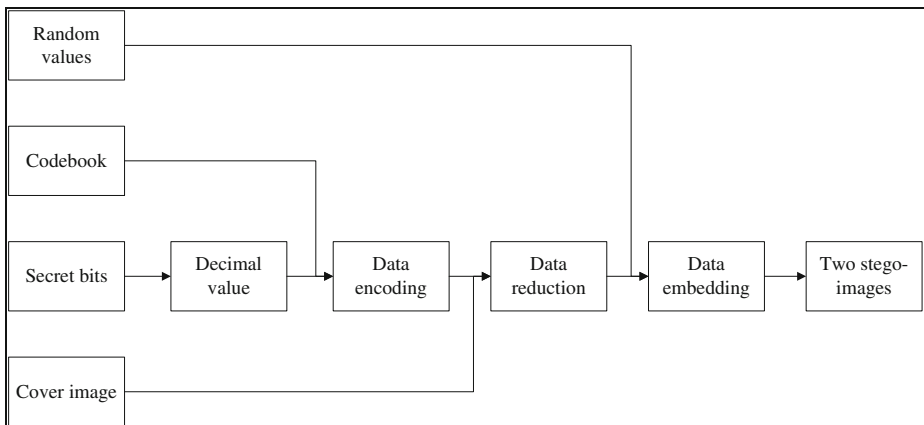 Random
values
Codebook
Secret bits
Decimal
value
Data
encoding
Data
reduction
Data
embedding
Two stego-
images
Cover image